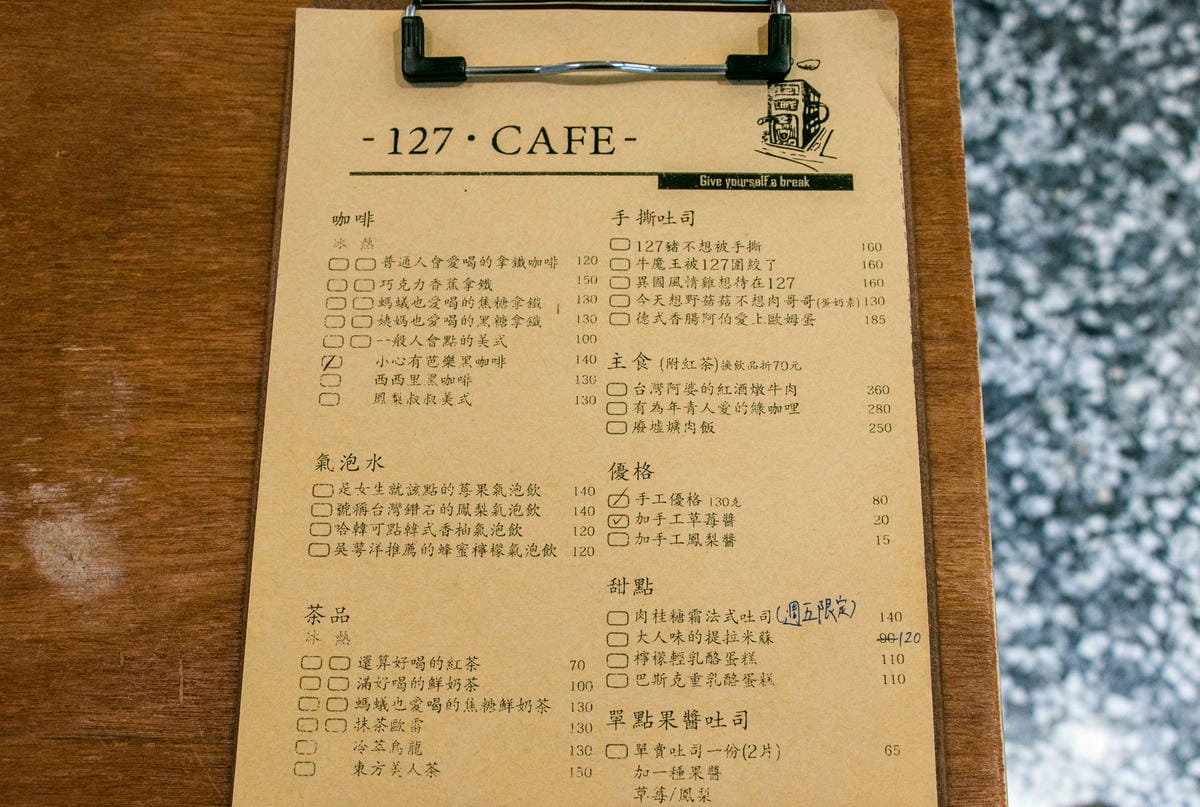 -127·CAFE-
Give yourself a break
咖啡
冰 熱
普通人會愛喝的拿鐵咖啡 120
巧克力香蕉拿鐵 150
螞蟻也愛喝的焦糖拿鐵 130
姨媽也愛喝的黑糖拿鐵 130
一般人會點的美式 100
小心有芭樂黑咖啡 140
西西里黑咖啡 130
鳳梨叔叔美式 130
氣泡水
是女生就該點的莓果氣泡飲 140
號稱台灣鑽石的鳳梨氣泡飲 140
哈韓可點韓式香柚氣泡飲 120
吳萼洋推薦的蜂蜜檸檬氣泡飲 120
茶品
冰 熱
還算好喝的紅茶 70
滿好喝的鮮奶茶 100
螞蟻也愛喝的焦糖鮮奶茶 130
抹茶歐雷 130
冷萃烏龍 130
東方美人茶 150
手撕吐司
127豬不想被手撕 160
牛魔王被127圍絞了 160
異國風情雞想待在127 160
今天想野菇菇不想肉哥哥(蛋奶素) 130
德式香腸阿伯愛上歐姆蛋 185
主食 (附紅茶)換飲品折70元
台灣阿婆的紅酒燉牛肉 360
有為年青人愛的綠咖哩 280
廢墟爌肉飯 250
優格
手工優格 130克 80
加手工草莓醬 20
加手工鳳梨醬 15
甜點
肉桂糖霜法式吐司(週五限定) 140
大人味的提拉米蘇 90 120
檸檬輕乳酪蛋糕 110
巴斯克重乳酪蛋糕 110
單點果醬吐司
單賣吐司一份(2片) 65
加一種果醬
草莓/鳳梨